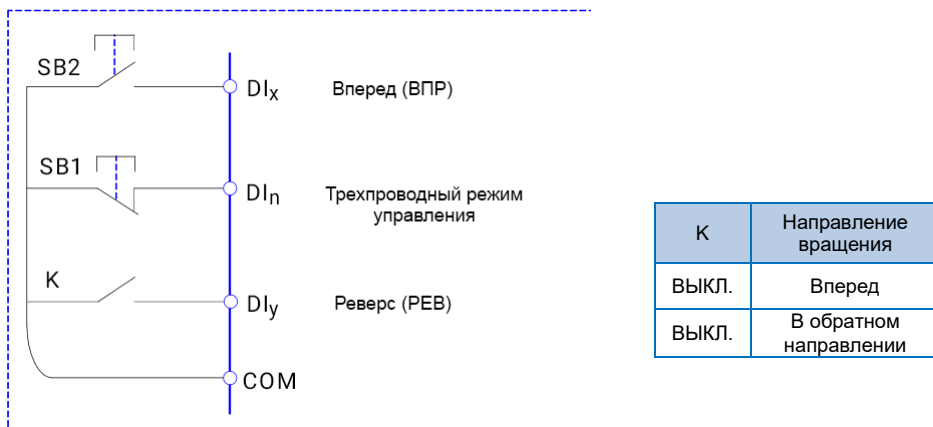 SB2
DIx
Вперед (ВПР)
SB1
DIn
Трехпроводный режим
управления
K
DIy
Реверс (РЕВ)
COM
К
Направление
вращения
ВЫКЛ.
Вперед
ВЫКЛ.
В обратном
направлении